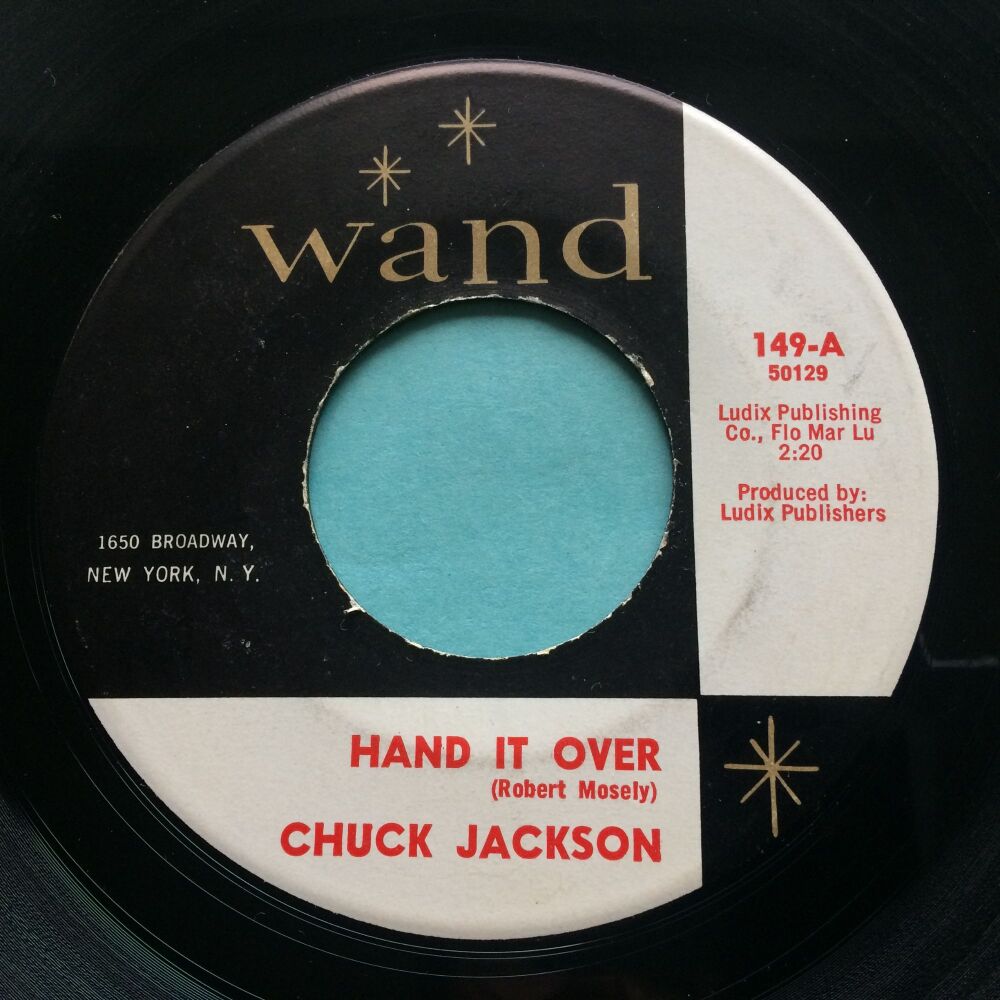 wand
149-A
50129
Ludix Publishing
Co., Flo Mar Lu
2:20
Produced by:
Ludix Publishers
1650 BROADWAY,
NEW YORK, N. Y.
HAND IT OVER
(Robert Mosely)
CHUCK JACKSON